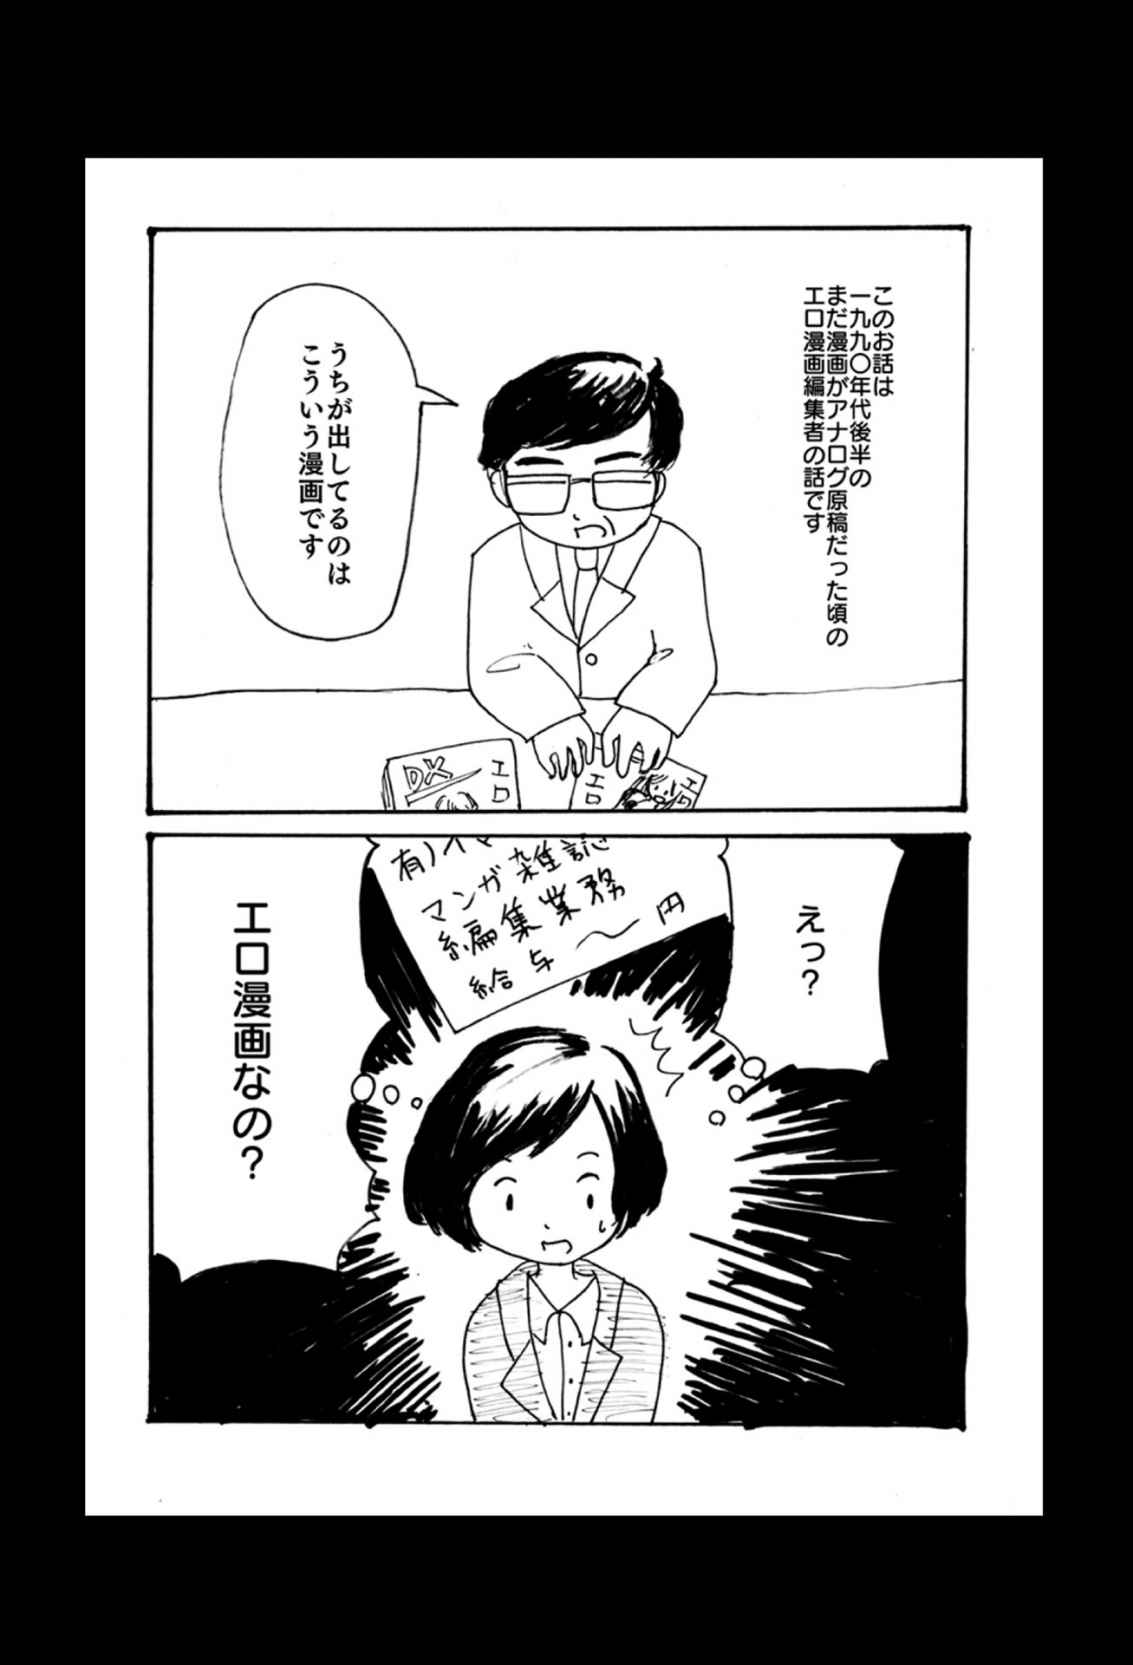 このお話は
一九九〇年代後半の
まだ漫画がアナログ原稿だった頃の
エロ漫画編集者の話です
うちが出してるのは
こういう漫画です
エロ
エロ
DX
エロ
えっ？
マンガ雑誌
編集業務
給与〜円
エロ漫画なの？